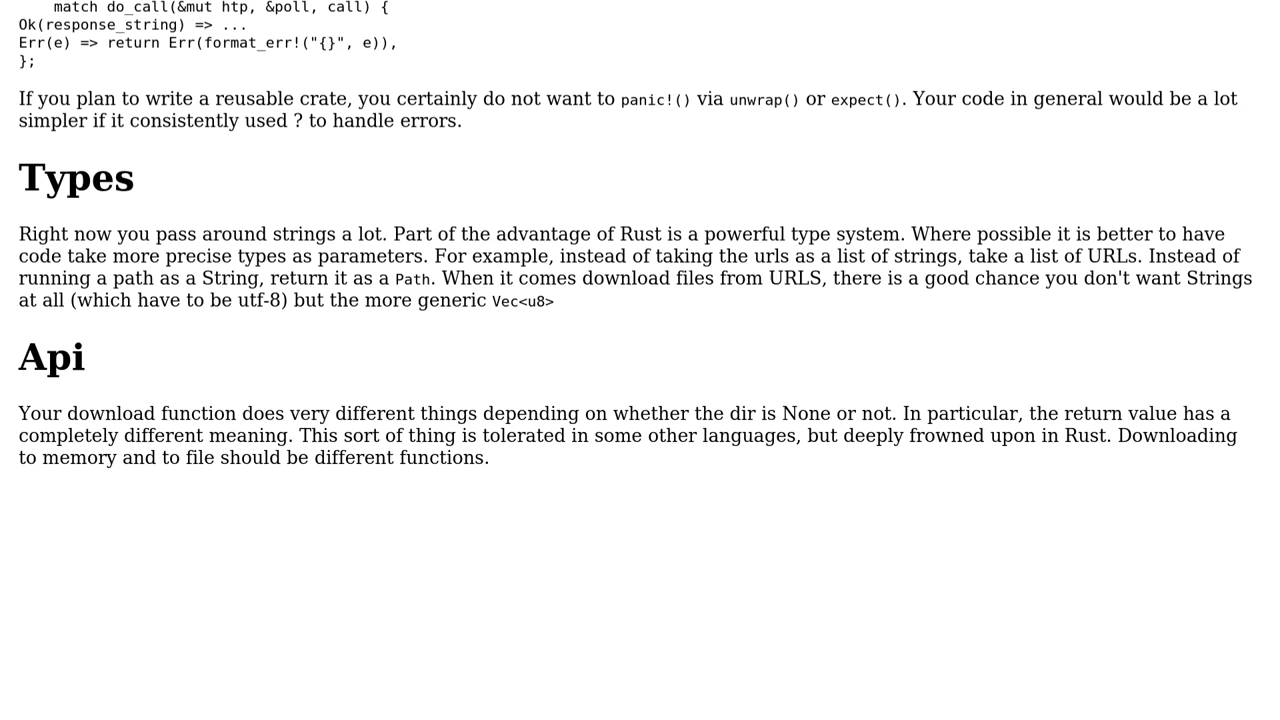 match do_call(&mut htp, &poll, call) {
Ok(response_string) => ...
Err(e) => return Err(format_err!("{}", e)),
};
If you plan to write a reusable crate, you certainly do not want to panic!() via unwrap() or expect(). Your code in general would be a lot
simpler if it consistently used ? to handle errors.
Types
Right now you pass around strings a lot. Part of the advantage of Rust is a powerful type system. Where possible it is better to have
code take more precise types as parameters. For example, instead of taking the urls as a list of strings, take a list of URLs. Instead of
running a path as a String, return it as a Path. When it comes download files from URLS, there is a good chance you don't want Strings
at all (which have to be utf-8) but the more generic Vec<u8>
Api
Your download function does very different things depending on whether the dir is None or not. In particular, the return value has a
completely different meaning. This sort of thing is tolerated in some other languages, but deeply frowned upon in Rust. Downloading
to memory and to file should be different functions.